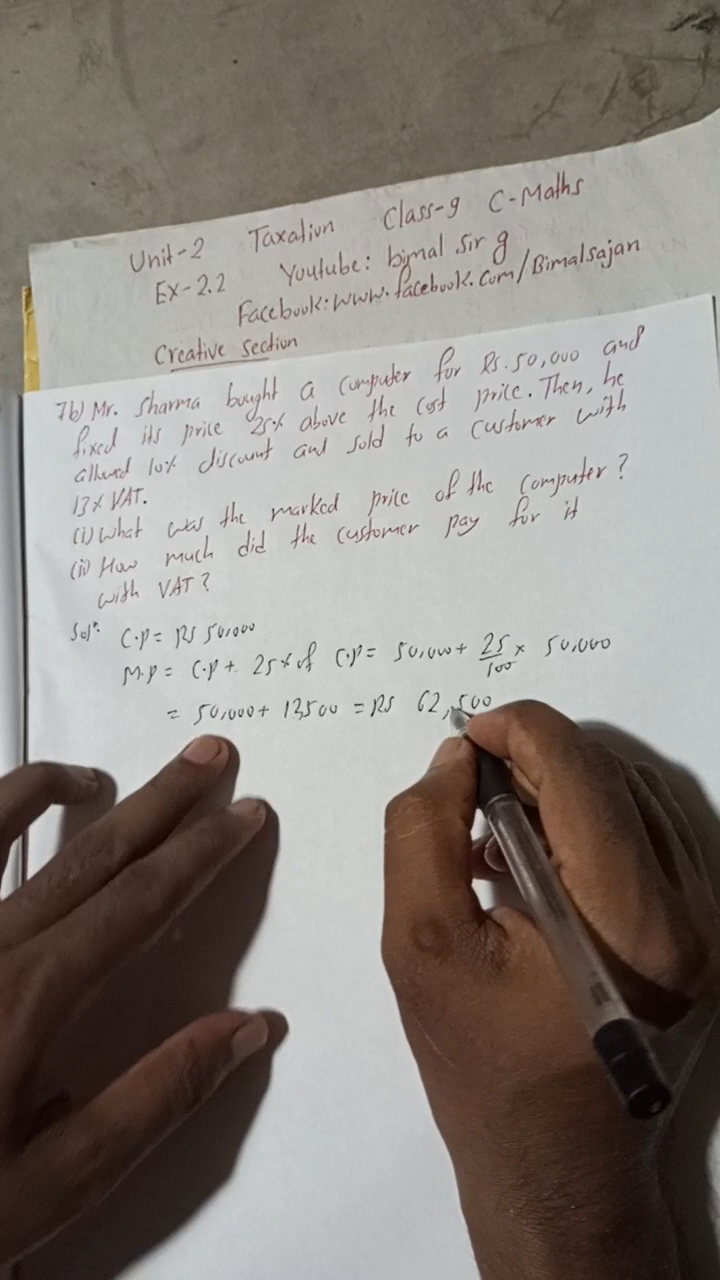 Unit-2 Taxation Class-9 C-Maths
Ex-2.2 Youtube: bimal sir g
Facebook: www.facebook.com/Bimalsajan
Creative section
7b) Mr. Sharma bought a computer for Rs. 50,000 and
fixed its price 25% above the cost price. Then, he
allowed 10% discount and sold to a customer with
13% VAT.
(i) What was the marked price of the computer?
(ii) How much did the customer pay for it
with VAT?
Solⁿ: C.P = RS 50,000
M.P = C.P + 25% of C.P = 50,000 + 25/100 × 50,000
= 50,000 + 12,500 = RS 62,500